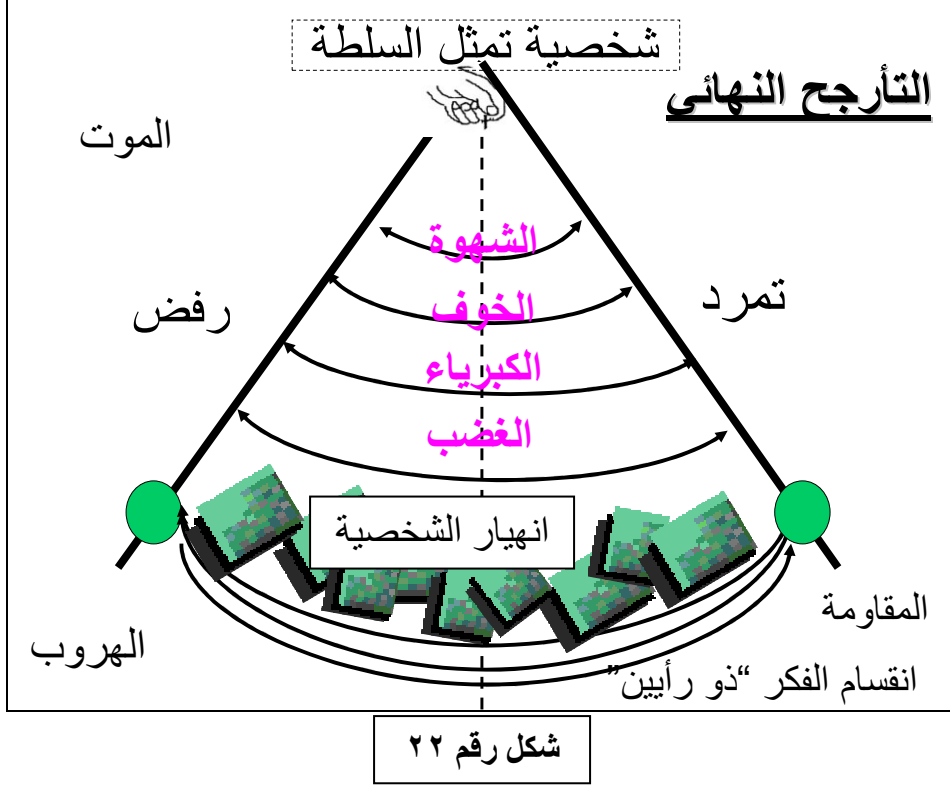 شخصية تمثل السلطة
التأرجح النهائي
الموت
الشهوة
تمرد
الخوف
رفض
الكبرياء
الغضب
انهيار الشخصية
المقاومة
الهروب
انقسام الفكر “ذو رأيين”
شكل رقم ٢٢